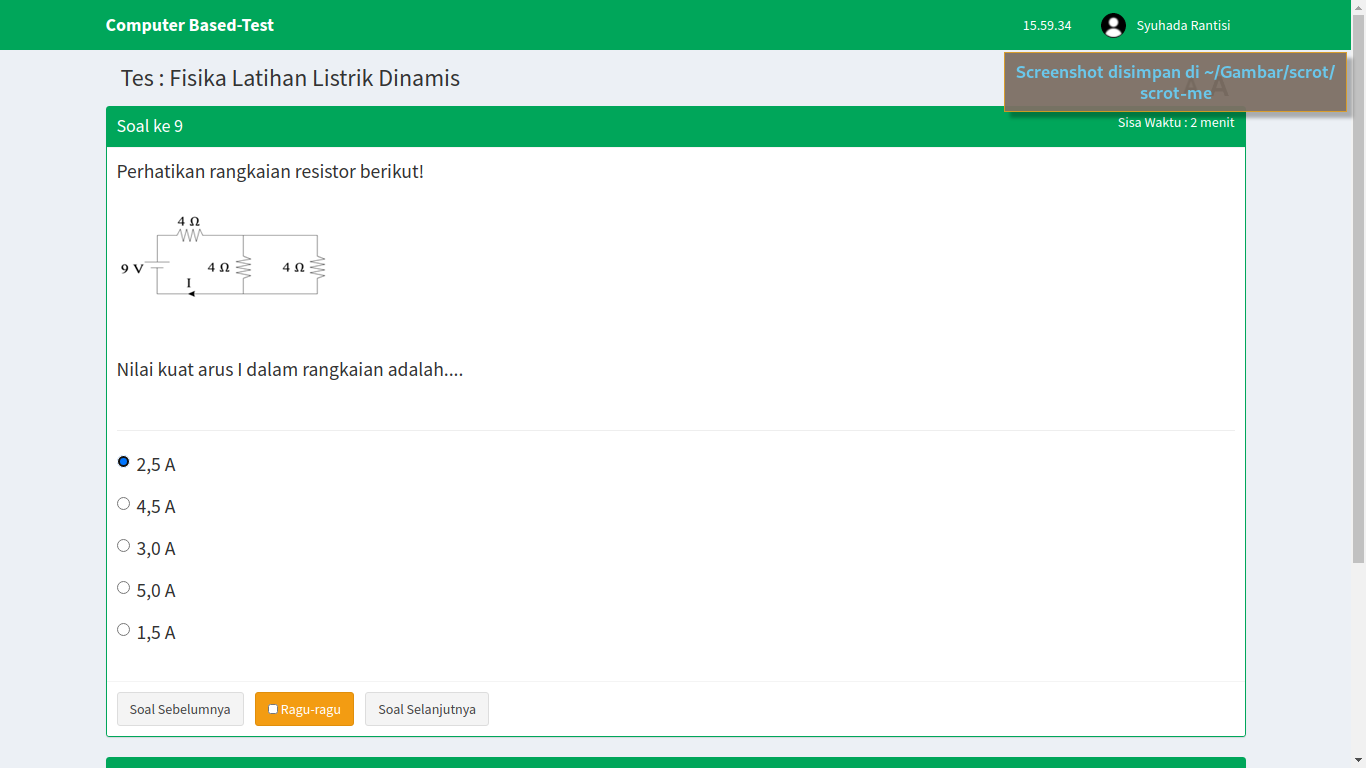 Computer Based-Test
15.59.34
Syuhada Rantisi
Tes : Fisika Latihan Listrik Dinamis
Screenshot disimpan di ~/Gambar/scrot/
scrot-me
A
Soal ke 9
Sisa Waktu : 2 menit
Perhatikan rangkaian resistor berikut!
4 Ω
9 V
4 Ω
4 Ω
I
Nilai kuat arus I dalam rangkaian adalah....
2,5 A
4,5 A
3,0 A
5,0 A
1,5 A
Soal Sebelumnya
Ragu-ragu
Soal Selanjutnya